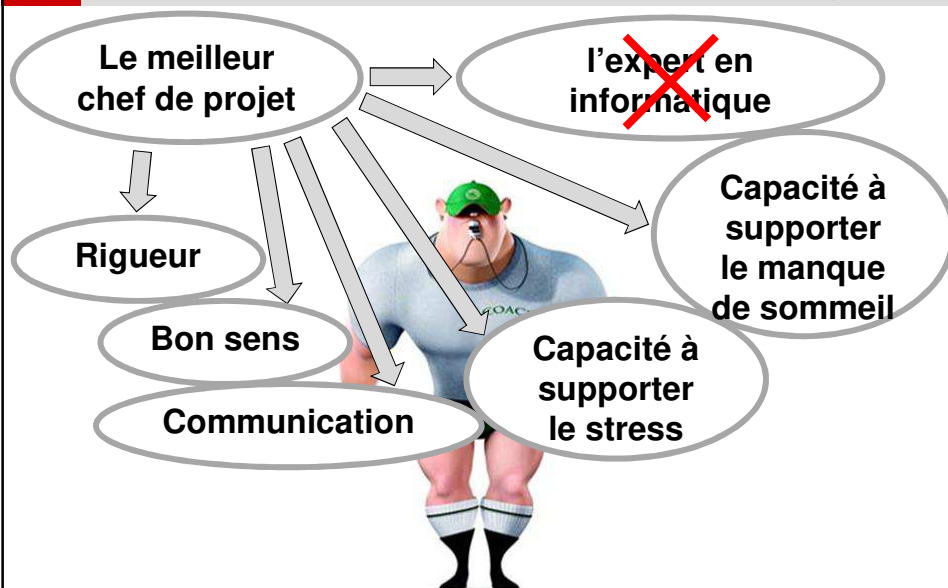 Le meilleur
chef de projet
l'expert en
informatique
Capacité à
supporter
le manque
de sommeil
Rigueur
Bon sens
Communication
Capacité à
supporter
le stress